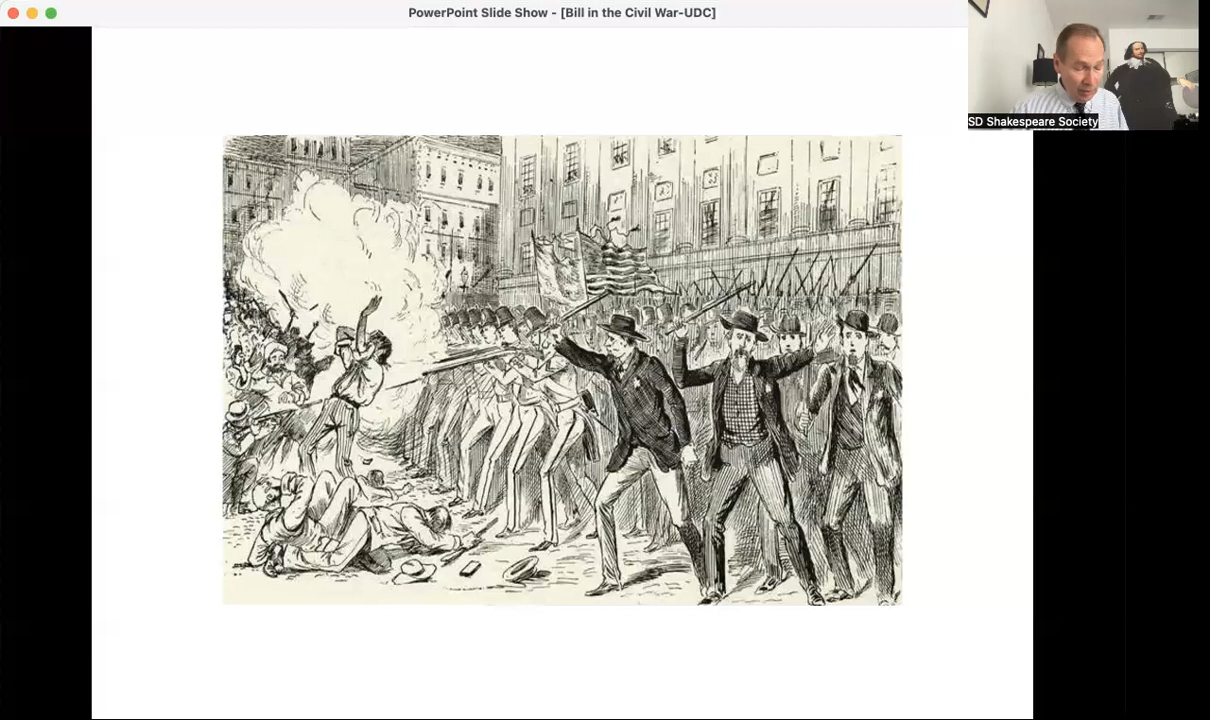 PowerPoint Slide Show - [Bill in the Civil War-UDC]
SD Shakespeare Society